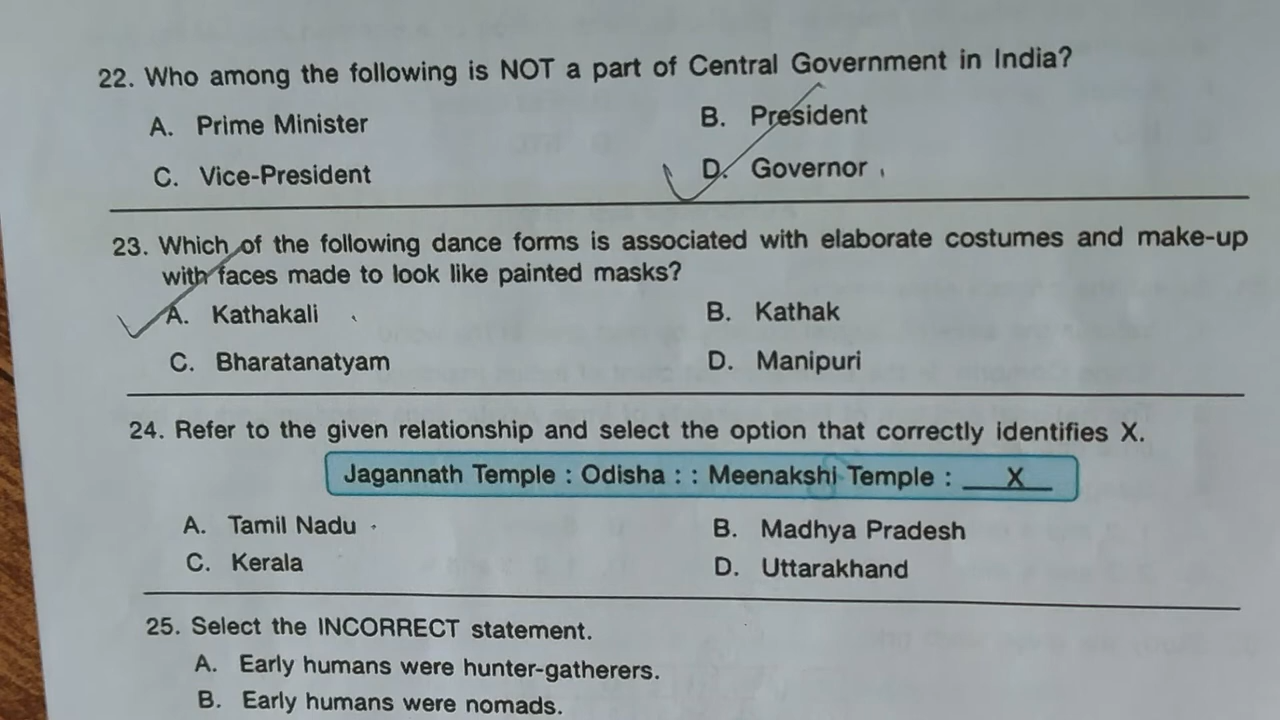 22. Who among the following is NOT a part of Central Government in India?
A. Prime Minister B. President
C. Vice-President D. Governor
23. Which of the following dance forms is associated with elaborate costumes and make-up
with faces made to look like painted masks?
A. Kathakali B. Kathak
C. Bharatanatyam D. Manipuri
24. Refer to the given relationship and select the option that correctly identifies X.
Jagannath Temple : Odisha : : Meenakshi Temple : __X__
A. Tamil Nadu B. Madhya Pradesh
C. Kerala D. Uttarakhand
25. Select the INCORRECT statement.
A. Early humans were hunter-gatherers.
B. Early humans were nomads.